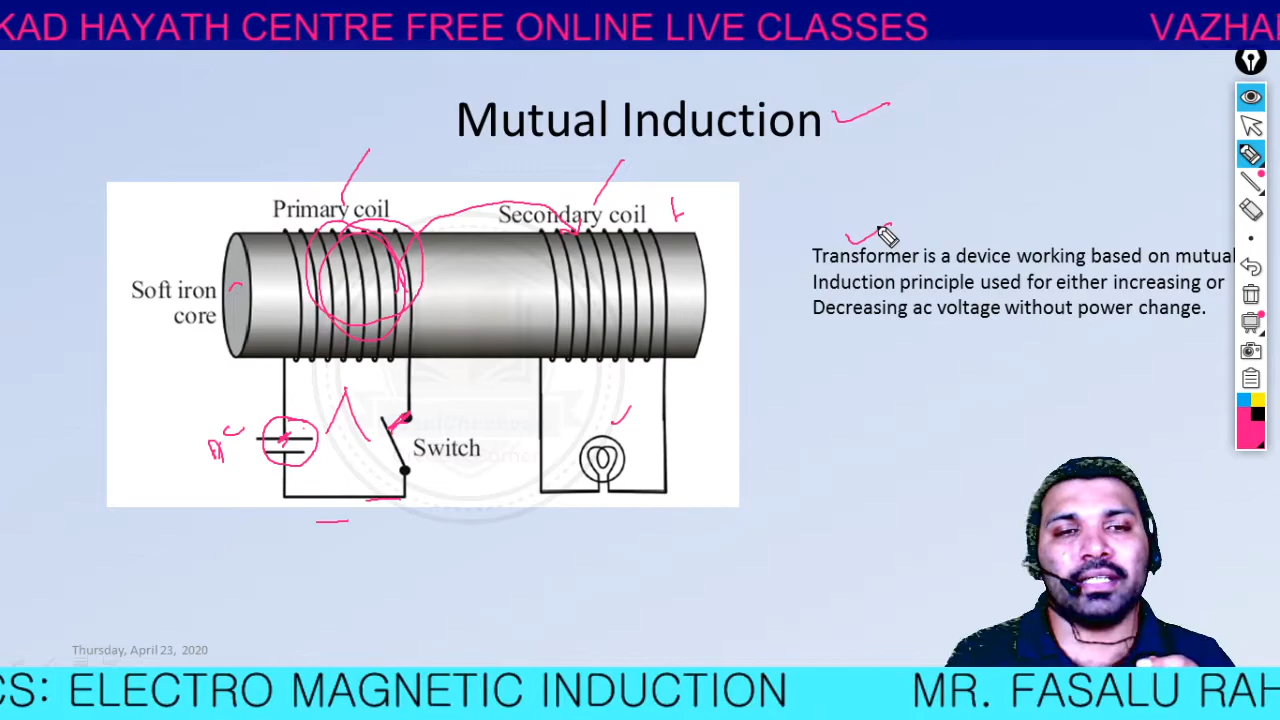 KAD HAYATH CENTRE FREE ONLINE LIVE CLASSES VAZHA
Mutual Induction
Primary coil
Secondary coil
Soft iron
core
Switch
Transformer is a device working based on mutual
Induction principle used for either increasing or
Decreasing ac voltage without power change.
Thursday, April 23, 2020
CS: ELECTRO MAGNETIC INDUCTION MR. FASALU RAH